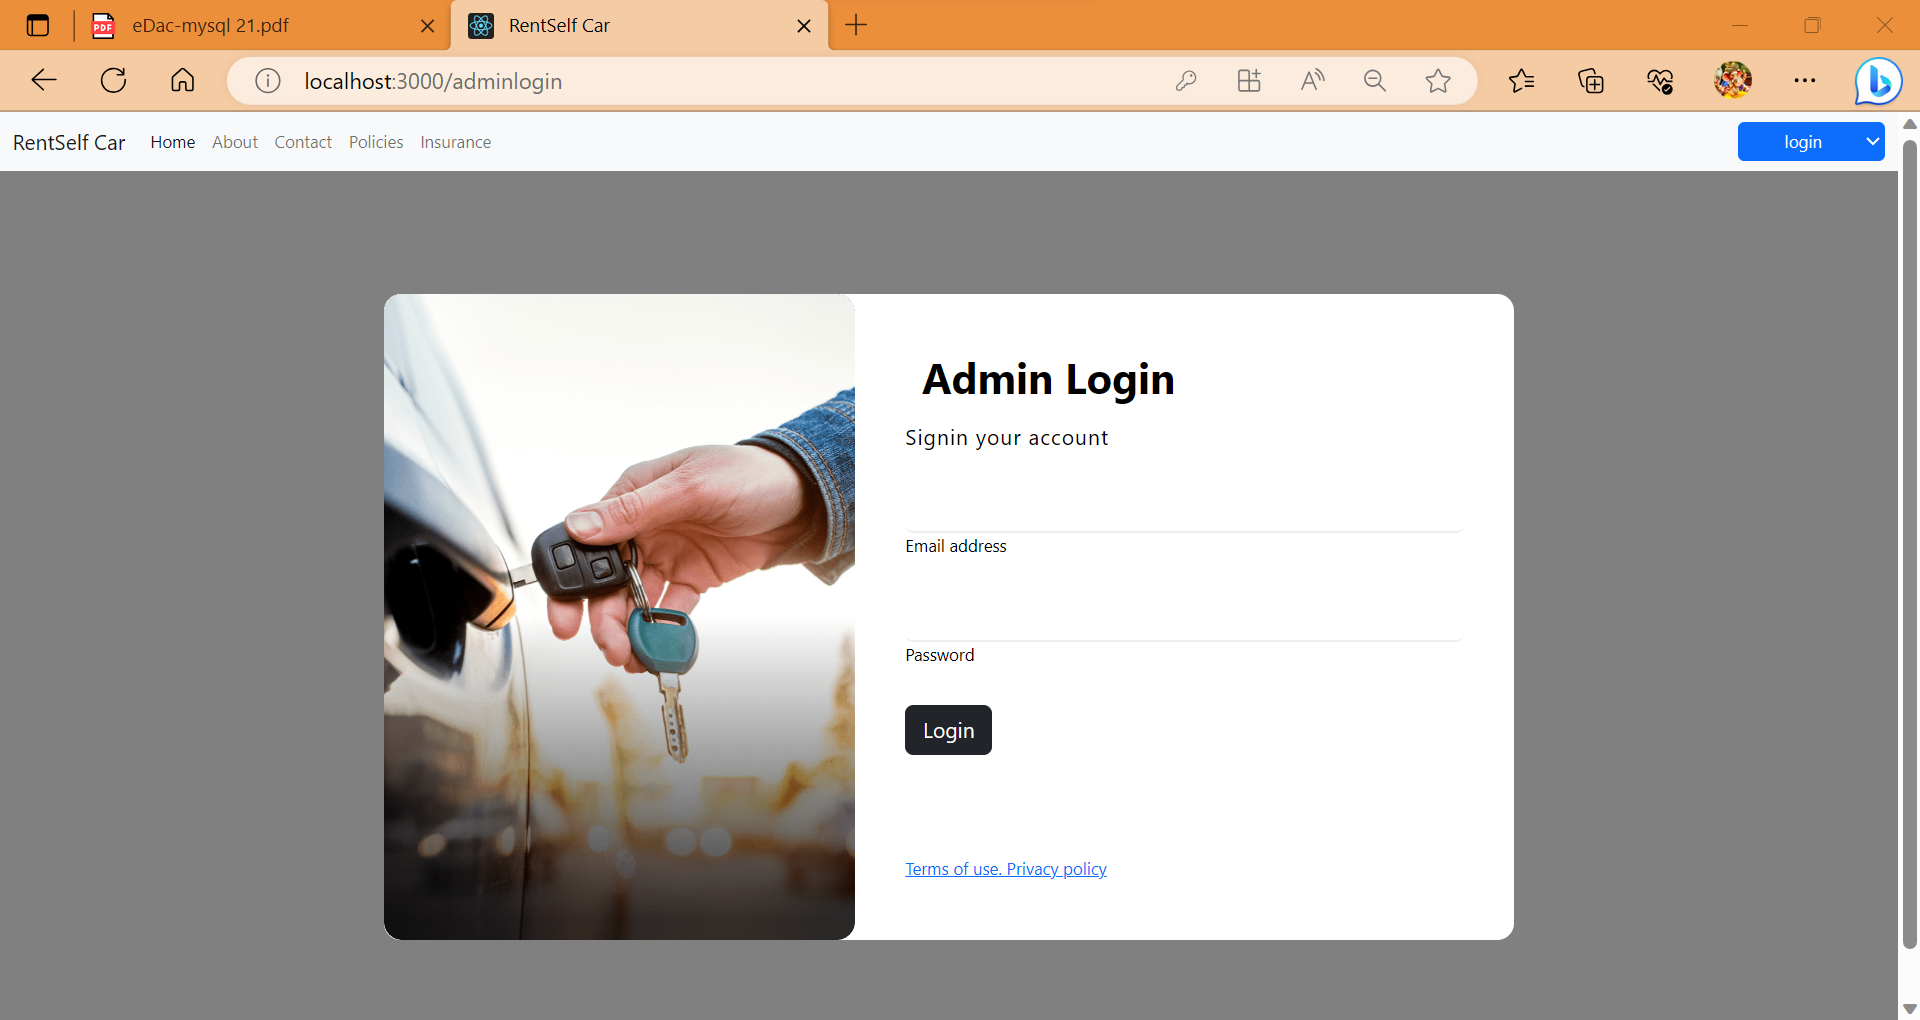 eDac-mysql 21.pdf
RentSelf Car
localhost:3000/adminlogin
RentSelf Car Home About Contact Policies Insurance login
Admin Login
Signin your account
Email address
Password
Login
Terms of use. Privacy policy